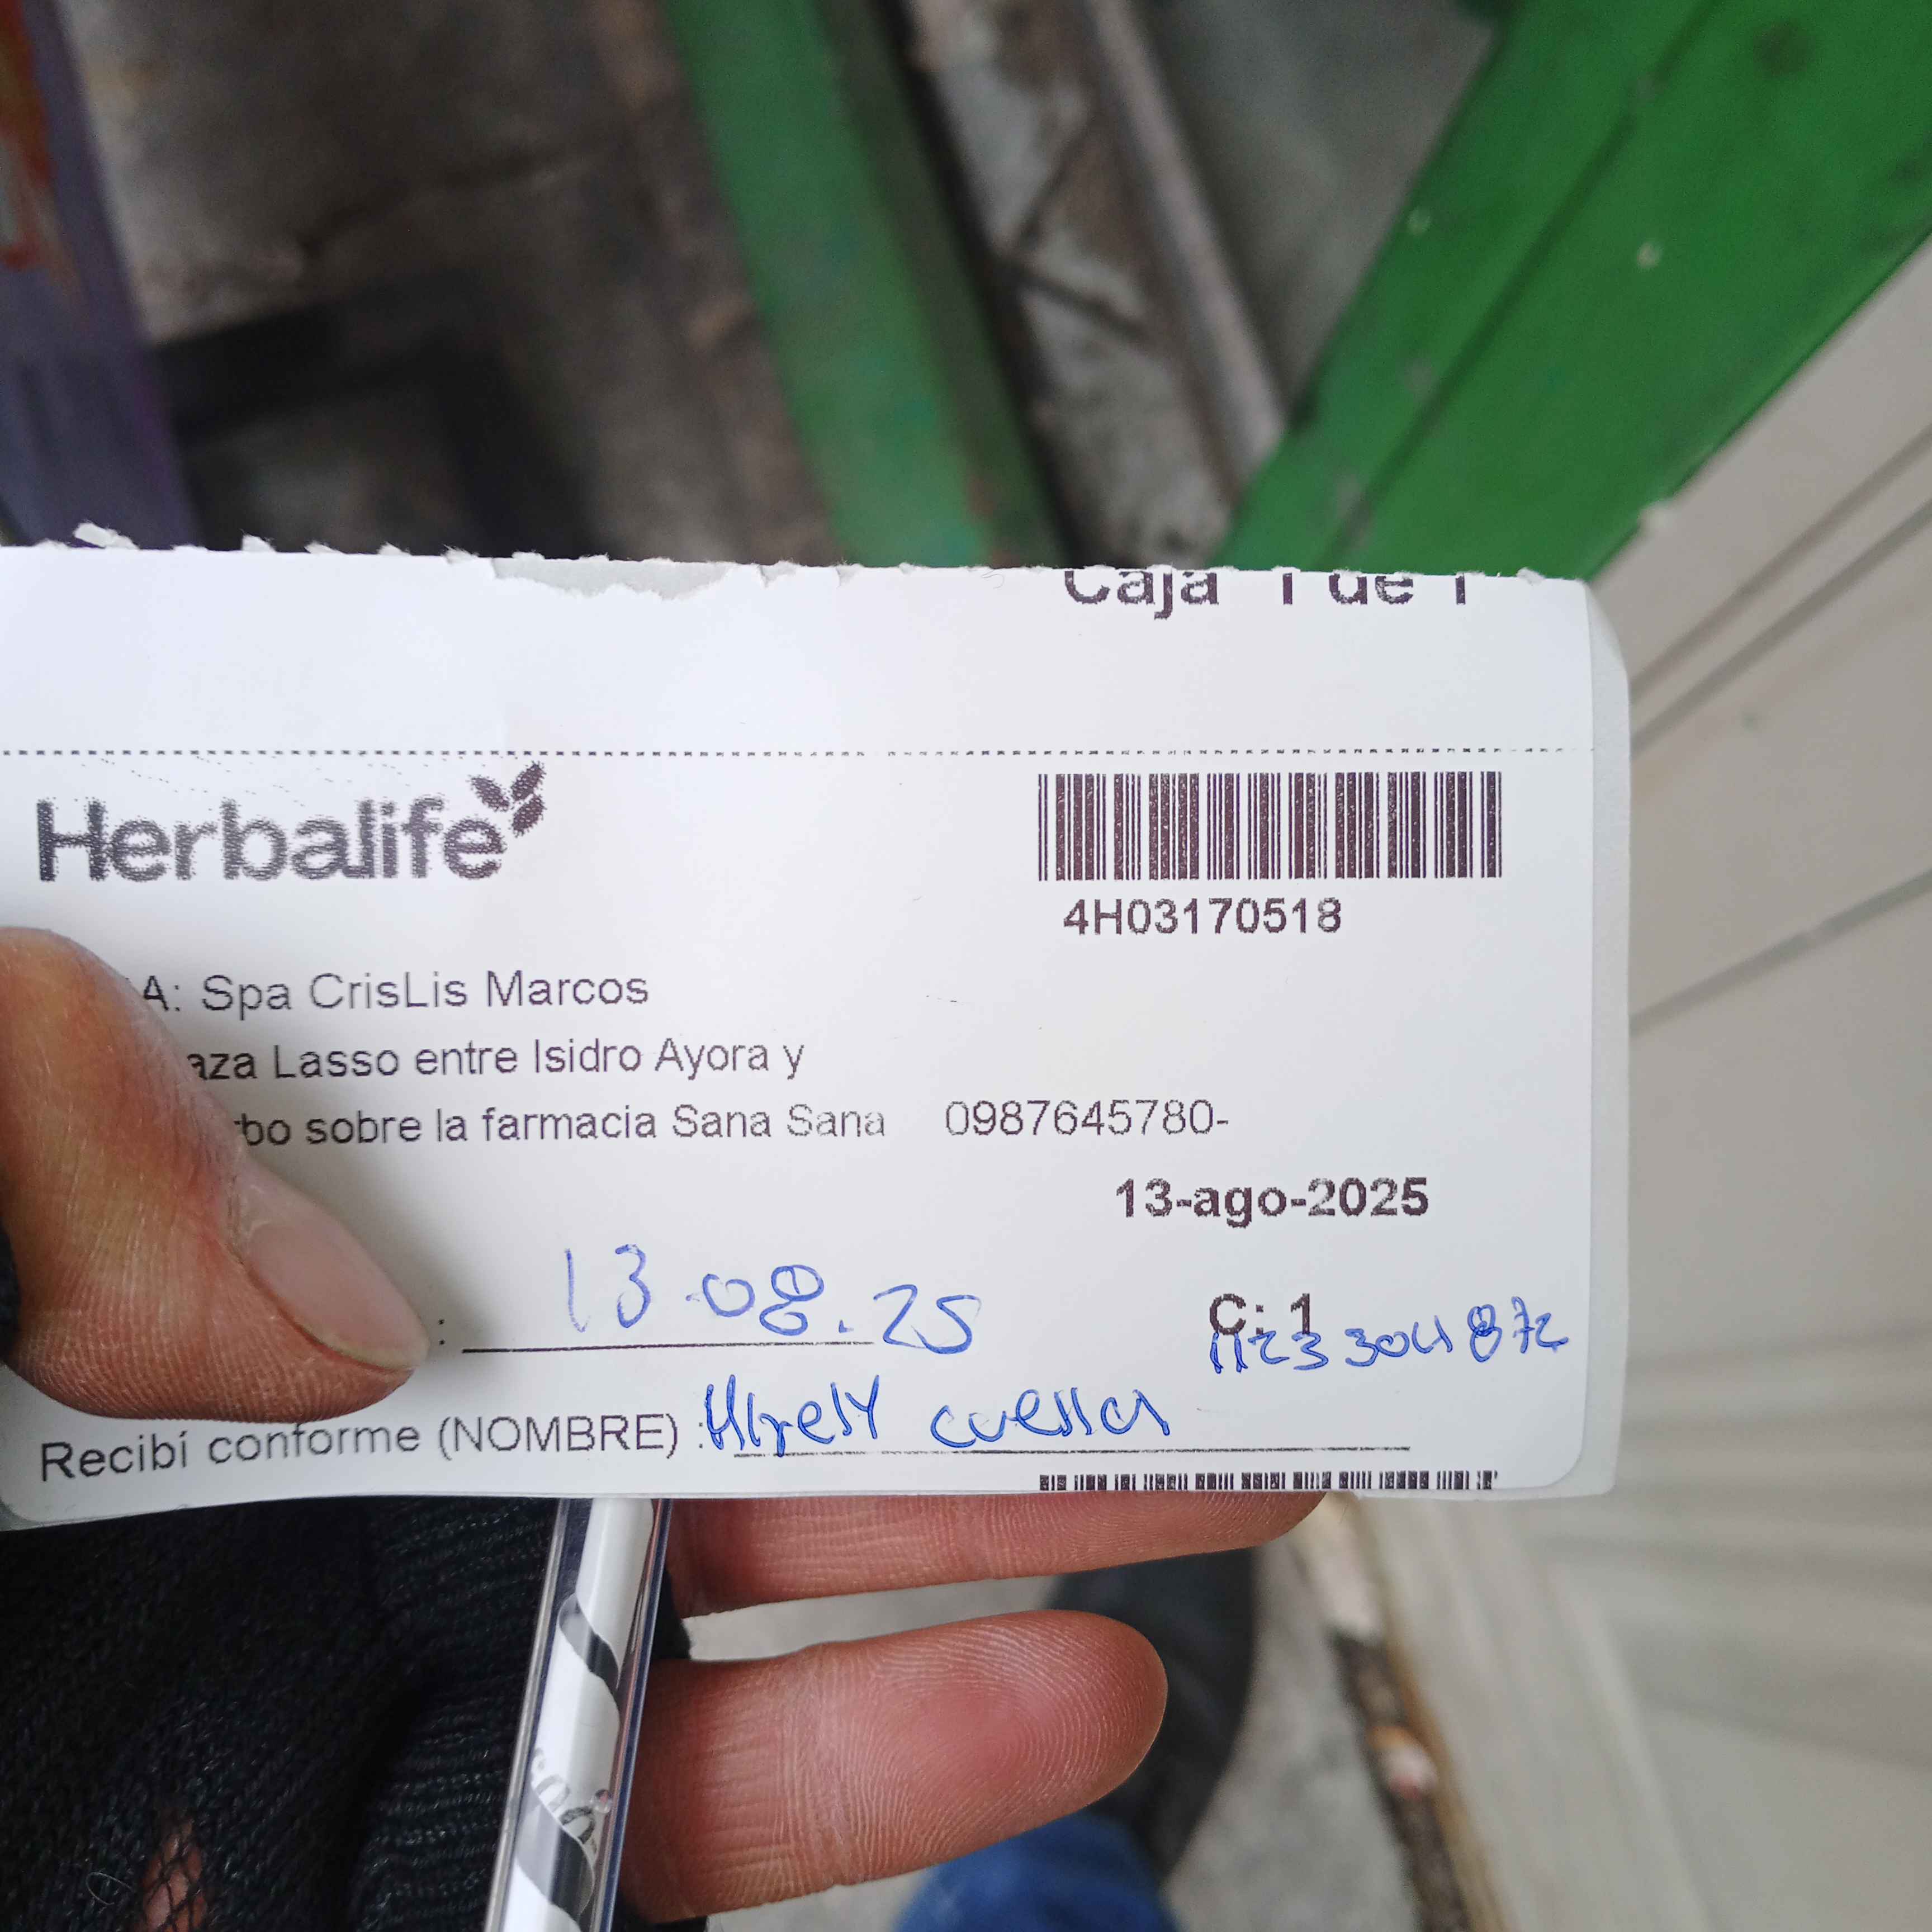 Caja 1 de 1
Herbalife
4H03170518
A: Spa CrisLis Marcos
aza Lasso entre Isidro Ayora y
bo sobre la farmacia Sana Sana 0987645780-
13-ago-2025
: 13.08.25
C: 1
Recibí conforme (NOMBRE) :